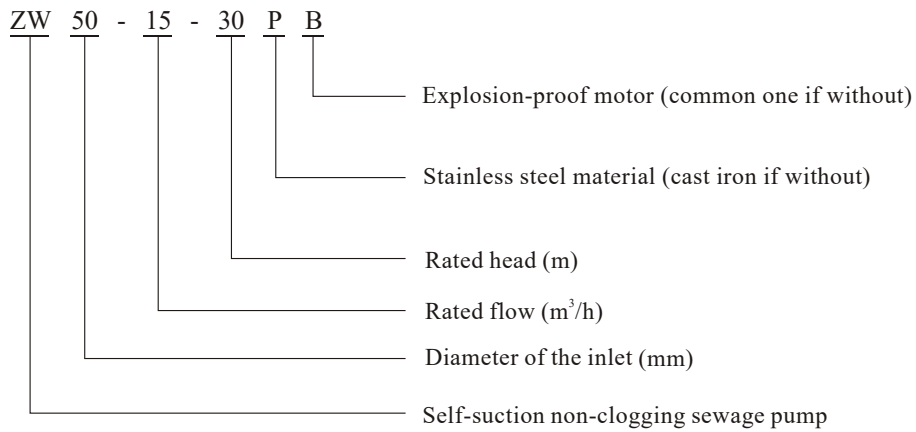 ZW 50 - 15 - 30 P B
Explosion-proof motor (common one if without)
Stainless steel material (cast iron if without)
Rated head (m)
Rated flow (m³/h)
Diameter of the inlet (mm)
Self-suction non-clogging sewage pump